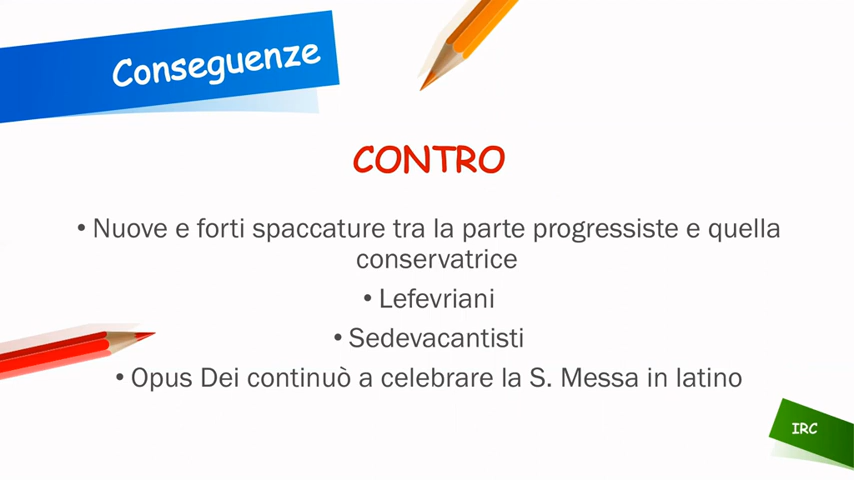 Conseguenze
CONTRO
• Nuove e forti spaccature tra la parte progressiste e quella
conservatrice
• Lefevriani
• Sedevacantisti
• Opus Dei continuò a celebrare la S. Messa in latino
IRC